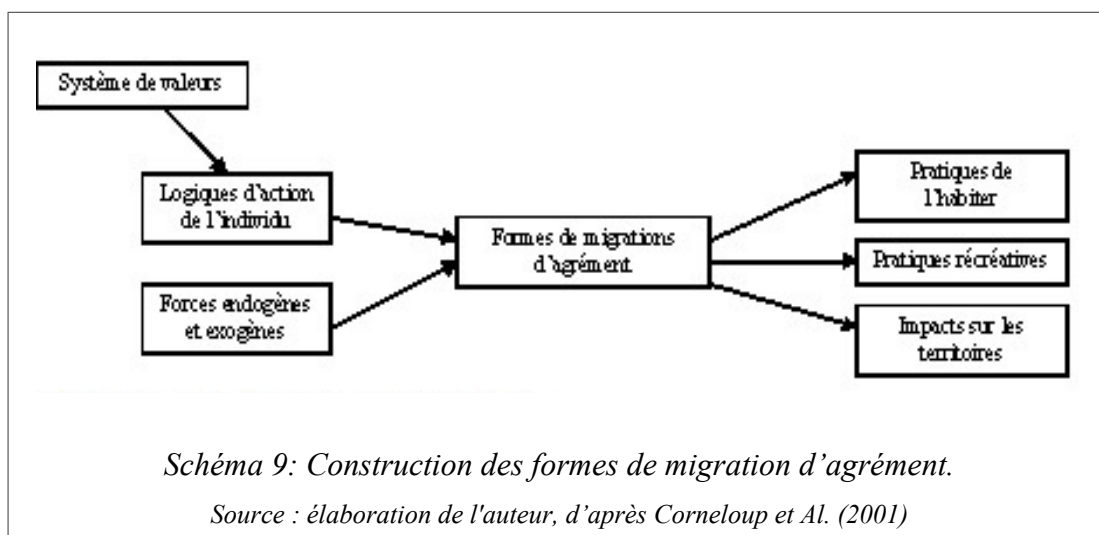 Système de valeurs
Logiques d'action
de l'individu
Forces endogènes
et exogènes
Formes de migrations
d'agrément
Pratiques de
l'habiter
Pratiques récréatives
Impacts sur les
territoires
Schéma 9: Construction des formes de migration d’agrément.
Source : élaboration de l'auteur, d’après Corneloup et Al. (2001)